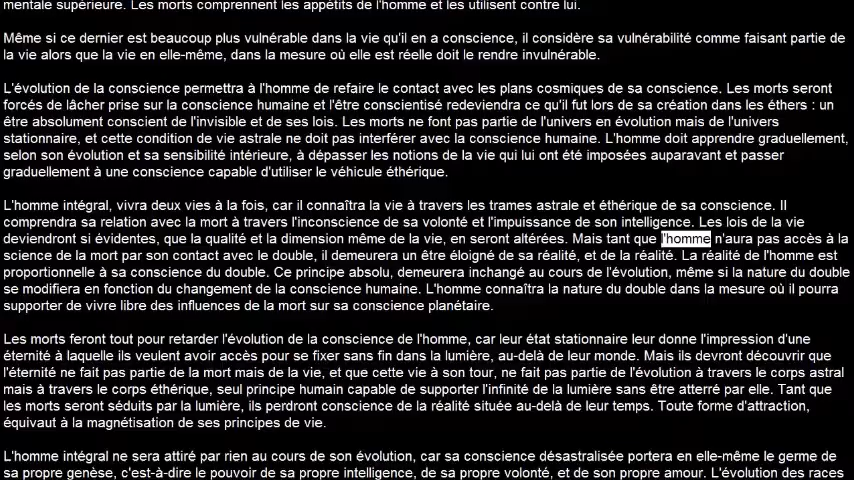 mentale supérieure. Les morts comprennent les appétits de l'homme et les utilisent contre lui.
Même si ce dernier est beaucoup plus vulnérable dans la vie qu'il en a conscience, il considère sa vulnérabilité comme faisant partie de
la vie alors que la vie en elle-même, dans la mesure où elle est réelle doit le rendre invulnérable.
L'évolution de la conscience permettra à l'homme de refaire le contact avec les plans cosmiques de sa conscience. Les morts seront
forcés de lâcher prise sur la conscience humaine et l'être conscientisé redeviendra ce qu'il fut lors de sa création dans les éthers : un
être absolument conscient de l'invisible et de ses lois. Les morts ne font pas partie de l'univers en évolution mais de l'univers
stationnaire, et cette condition de vie astrale ne doit pas interférer avec la conscience humaine. L'homme doit apprendre graduellement,
selon son évolution et sa sensibilité intérieure, à dépasser les notions de la vie qui lui ont été imposées auparavant et passer
graduellement à une conscience capable d'utiliser le véhicule éthérique.
L'homme intégral, vivra deux vies à la fois, car il connaîtra la vie à travers les trames astrale et éthérique de sa conscience. Il
comprendra sa relation avec la mort à travers l'inconscience de sa volonté et l'impuissance de son intelligence. Les lois de la vie
deviendront si évidentes, que la qualité et la dimension même de la vie, en seront altérées. Mais tant que l'homme n'aura pas accès à la
science de la mort par son contact avec le double, il demeurera un être éloigné de sa réalité, et de la réalité. La réalité de l'homme est
proportionnelle à sa conscience du double. Ce principe absolu, demeurera inchangé au cours de l'évolution, même si la nature du double
se modifiera en fonction du changement de la conscience humaine. L'homme connaîtra la nature du double dans la mesure où il pourra
supporter de vivre libre des influences de la mort sur sa conscience planétaire.
Les morts feront tout pour retarder l'évolution de la conscience de l'homme, car leur état stationnaire leur donne l'impression d'une
éternité à laquelle ils veulent avoir accès pour se fixer sans fin dans la lumière, au-delà de leur monde. Mais ils devront découvrir que
l'éternité ne fait pas partie de la mort mais de la vie, et que cette vie à son tour, ne fait pas partie de l'évolution à travers le corps astral
mais à travers le corps éthérique, seul principe humain capable de supporter l'infinité de la lumière sans être atterré par elle. Tant que
les morts seront séduits par la lumière, ils perdront conscience de la réalité située au-delà de leur temps. Toute forme d'attraction,
équivaut à la magnétisation de ses principes de vie.
L'homme intégral ne sera attiré par rien au cours de son évolution, car sa conscience désastralisée portera en elle-même le germe de
sa propre genèse, c'est-à-dire le pouvoir de sa propre intelligence, de sa propre volonté, et de son propre amour. L'évolution des races